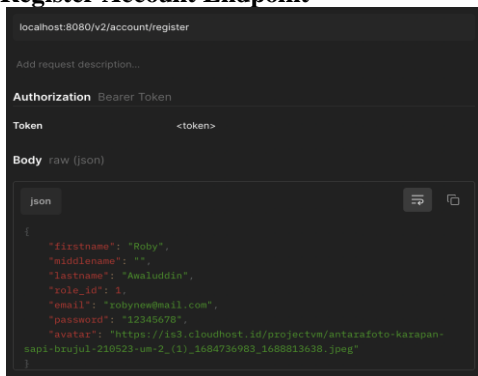 Register Account Endpoint
localhost:8080/v2/account/register
Add request description...
Authorization Bearer Token
Token <token>
Body raw (json)
json
{
"firstname": "Roby",
"middlename": "",
"lastname": "Awaluddin",
"role_id": 1,
"email": "robynew@mail.com",
"password": "12345678",
"avatar": "https://is3.cloudhost.id/projectvm/antarafoto-karapan-
sapi-brujul-210523-um-2_(1)_1684736983_1688813638.jpeg"
}